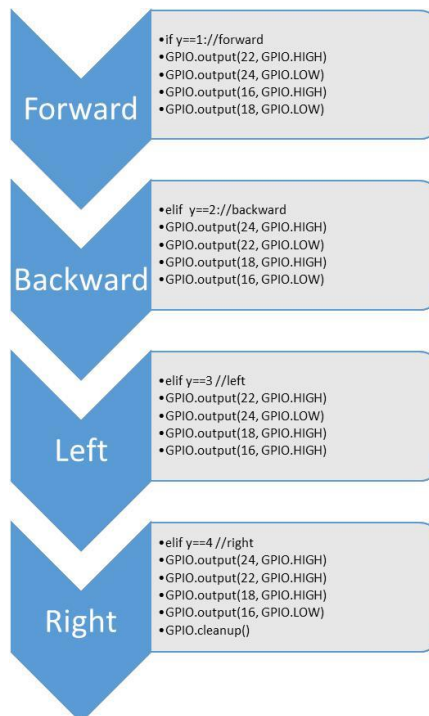 Forward
•if y==1://forward
•GPIO.output(22, GPIO.HIGH)
•GPIO.output(24, GPIO.LOW)
•GPIO.output(16, GPIO.HIGH)
•GPIO.output(18, GPIO.LOW)
Backward
•elif y==2://backward
•GPIO.output(24, GPIO.HIGH)
•GPIO.output(22, GPIO.LOW)
•GPIO.output(18, GPIO.HIGH)
•GPIO.output(16, GPIO.LOW)
Left
•elif y==3 //left
•GPIO.output(22, GPIO.HIGH)
•GPIO.output(24, GPIO.LOW)
•GPIO.output(18, GPIO.HIGH)
•GPIO.output(16, GPIO.HIGH)
Right
•elif y==4 //right
•GPIO.output(24, GPIO.HIGH)
•GPIO.output(22, GPIO.HIGH)
•GPIO.output(18, GPIO.HIGH)
•GPIO.output(16, GPIO.LOW)
•GPIO.cleanup()